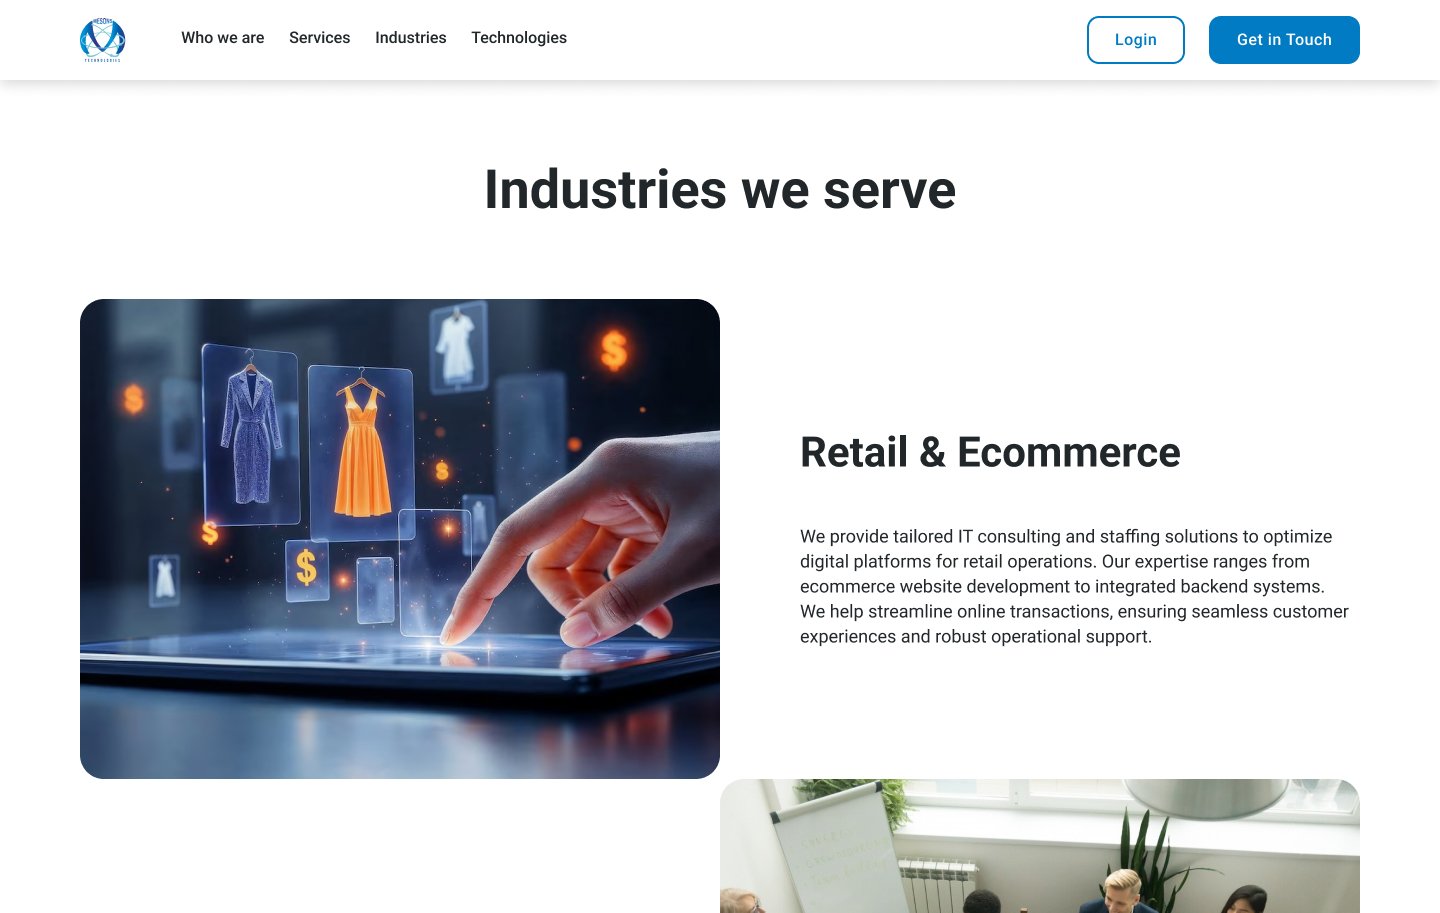 MESONS
TECHNOLOGIES
Who we are
Services
Industries
Technologies
Login
Get in Touch
Industries we serve
$
$
$
$
$
Retail & Ecommerce
We provide tailored IT consulting and staffing solutions to optimize
digital platforms for retail operations. Our expertise ranges from
ecommerce website development to integrated backend systems.
We help streamline online transactions, ensuring seamless customer
experiences and robust operational support.